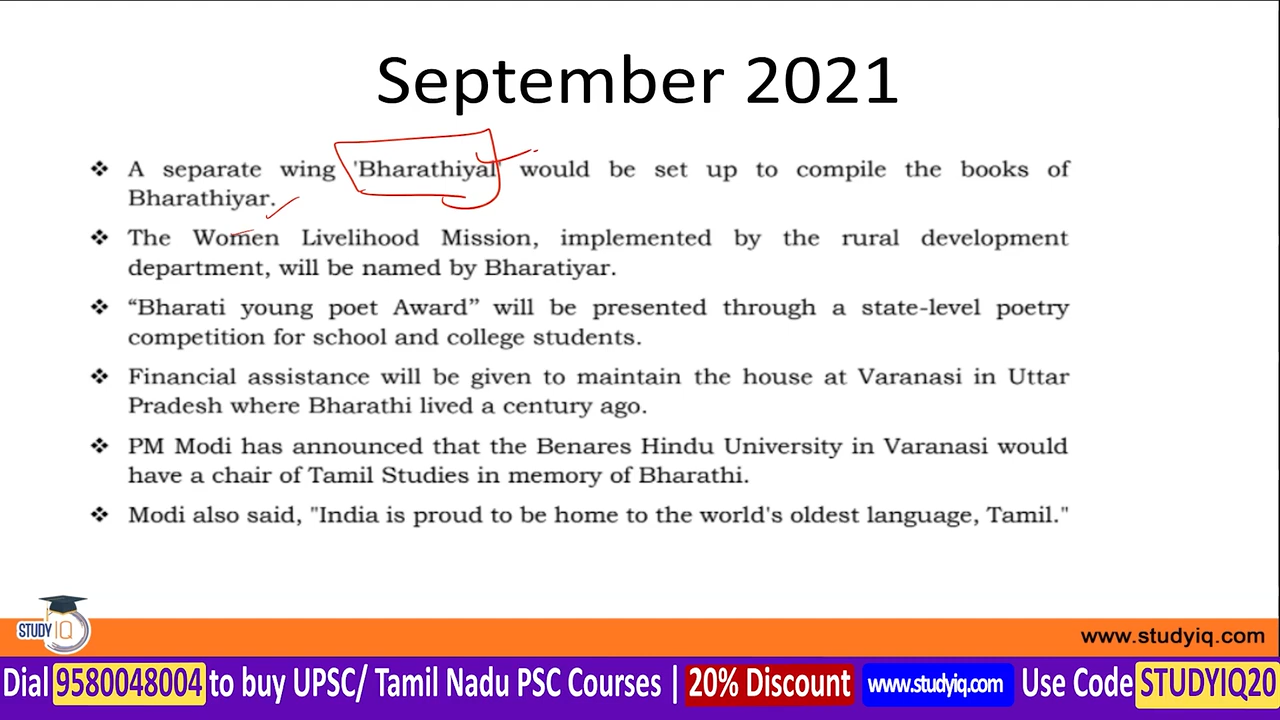 September 2021
❖ A separate wing 'Bharathiyal' would be set up to compile the books of
Bharathiyar.
❖ The Women Livelihood Mission, implemented by the rural development
department, will be named by Bharatiyar.
❖ “Bharati young poet Award” will be presented through a state-level poetry
competition for school and college students.
❖ Financial assistance will be given to maintain the house at Varanasi in Uttar
Pradesh where Bharathi lived a century ago.
❖ PM Modi has announced that the Benares Hindu University in Varanasi would
have a chair of Tamil Studies in memory of Bharathi.
❖ Modi also said, "India is proud to be home to the world's oldest language, Tamil."
STUDY IQ
www.studyiq.com
Dial 9580048004 to buy UPSC/ Tamil Nadu PSC Courses | 20% Discount www.studyiq.com Use Code STUDYIQ20